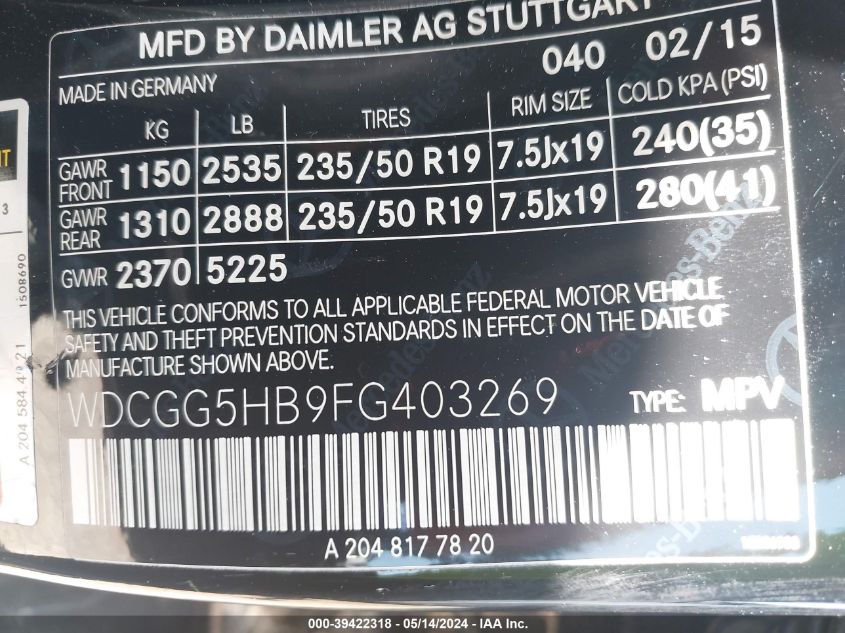 MFD BY DAIMLER AG STUTTGART
040 02/15
MADE IN GERMANY
KG LB TIRES RIM SIZE COLD KPA (PSI)
GAWR FRONT 1150 2535 235/50 R19 7.5Jx19 240(35)
GAWR REAR 1310 2888 235/50 R19 7.5Jx19 280(41)
GVWR 2370 5225
THIS VEHICLE CONFORMS TO ALL APPLICABLE FEDERAL MOTOR VEHICLE
SAFETY AND THEFT PREVENTION STANDARDS IN EFFECT ON THE DATE OF
MANUFACTURE SHOWN ABOVE.
WDCGG5HB9FG403269 TYPE: MPV
A 204 817 78 20
Mercedes-Benz
3
1508690
000-39422318 - 05/14/2024 - IAA Inc.